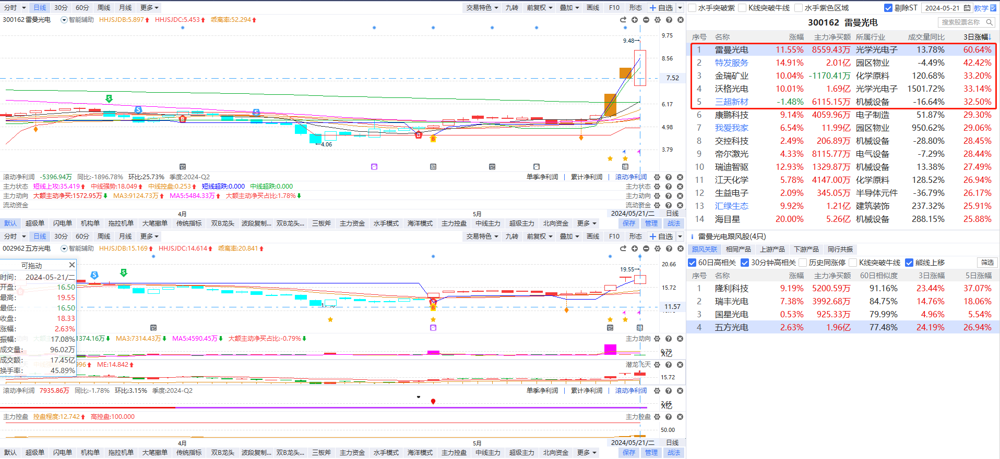 分时 日线 30分 60分 周线 月线 更多 交易特色 九转 前复权 叠加 画线 F10 形态 自选
300162 雷曼光电 智能辅助 HHJSJDB:5.897 HHJSJDC:5.453 乖离率:52.294
9.75
9.48
8.56
7.52
6.17
4.98
4.06
3.79
滚动净利润 -5396.94万 同比:-1896.78% 环比:25.73% 季度:2024-Q2 单季净利润 | 累计净利润 | 滚动净利润
主力状态 短线上攻:35.419 中线强势:18.049 中线控盘:0.253 短线超跌:0.000 中线超跌:0.000 主力状态
主力动向 大额主动净买:1572.95万 MA3:9124.73万 MA5:5484.33万 大额主动净买占比:1.78% 主力动向
流动资金 流动资金
4月 5月 2024/05/21/二 日线
默认 超级单 闪电单 机构单 拖拉机单 大笔撤单 传统指标 双B龙头 波段复制... 双B龙头... 三板斧 主力资金 水手模式 海洋模式 主力控盘 中线主力 超级主力 北向资金 更多 保存 管理 战法
分时 日线 30分 60分 周线 月线 更多 交易特色 九转 前复权 叠加 画线 F10 形态 自选
002962 五方光电 智能辅助 HHJSJDB:15.169 HHJSJDC:14.614 乖离率:20.841
可拖动
时间: 2024-05-21/二
开盘: 16.50
最高: 19.55
最低: 16.50
收盘: 18.33
涨幅: 2.63%
振幅: 17.08%
成交量: 96.02万
成交额: 17.45亿
换手率: 45.89%
20.66
19.55
15.72
11.57
1374.16万 MA3:7314.43万 MA5:4590.45万 大额主动净买占比:-0.79% 主力动向
X亿
996 ME:14.842 潜龙飞天
15.72
滚动净利润 7935.86万 同比:-1.78% 环比:3.15% 季度:2024-Q2 单季净利润 | 累计净利润 | 滚动净利润
2.65
X亿
主力控盘 控盘程度:12.742 高控盘:100.000 主力控盘
50.00
4月 5月 2024/05/21/二 日线
默认 超级单 闪电单 机构单 拖拉机单 大笔撤单 传统指标 双B龙头 波段复制... 双B龙头... 三板斧 主力资金 水手模式 海洋模式 主力控盘 中线主力 超级主力 北向资金 更多 保存 管理 战法
水手突破紫 K线突破牛线 水手紫色区域 剔除ST 2024-05-21 教学
300162 雷曼光电 搜索股票名称
序号 名称 涨幅 主力净买额 所属行业 成交量同比 3日涨幅↓
1 雷曼光电 11.55% 8559.43万 光学光电子 13.78% 60.64%
2 特发服务 14.91% 2.01亿 园区物业 -4.49% 42.42%
3 金瑞矿业 10.04% -1170.41万 化学原料 120.68% 33.20%
4 沃格光电 10.01% 1.69亿 光学光电子 1501.72% 33.14%
5 三超新材 -1.48% 6115.15万 机械设备 -16.64% 32.50%
6 康鹏科技 9.14% 4059.96万 电子制造 51.87% 29.30%
7 我爱我家 6.54% 11.99亿 园区物业 950.62% 29.06%
8 交控科技 2.49% 206.89万 机械设备 -28.80% 28.45%
9 帝尔激光 4.33% 8115.77万 电气设备 -7.29% 28.44%
10 瑞迪智驱 12.93% 1329.87万 机械设备 13.38% 27.49%
11 江天化学 5.78% 4147.00万 化学原料 128.52% 26.94%
12 生益电子 2.09% 345.05万 半导体元件 -36.79% 26.17%
13 汇绿生态 9.92% 1.21亿 建筑装饰 237.32% 25.91%
14 海目星 20.00% 5.26亿 机械设备 288.15% 25.88%
雷曼光电跟风股(4只)
跟风关联 相同产品 上游产品 下游产品 同行共振
60日高相关 30分钟高相关 历史同涨停 K线突破牛线 能线上移 筛选
序号 名称 涨幅 主力净买额 60日相似度 3日涨幅 5日涨幅
1 隆利科技 9.19% 5200.59万 91.16% 23.44% 37.07%
2 瑞丰光电 7.38% 3992.68万 84.75% 14.76% 18.06%
3 国星光电 0.53% 925.33万 79.99% 4.96% 5.54%
4 五方光电 2.63% 1.96亿 77.48% 24.19% 26.94%